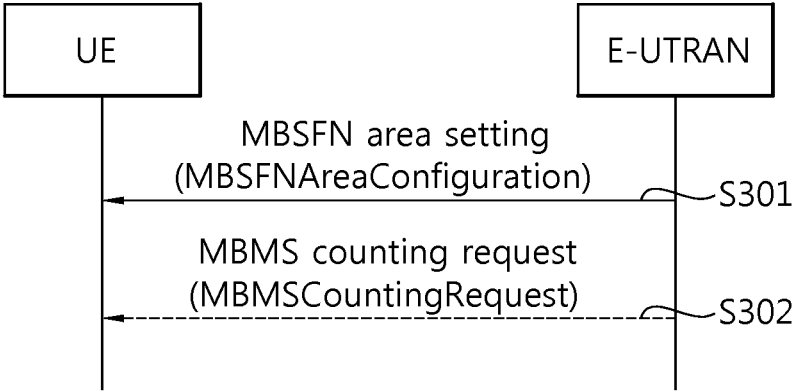 UE
E-UTRAN
MBSFN area setting
(MBSFNAreaConfiguration)
S301
MBMS counting request
(MBMSCountingRequest)
S302